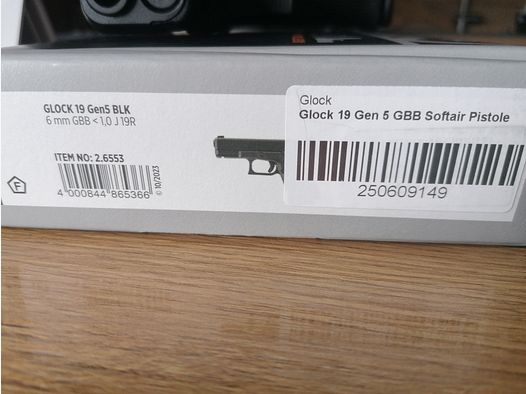 GLOCK 19 Gen5 BLK
6 mm GBB < 1,0 J 19R
ITEM NO: 2.6553
4 000844 865366
© 10/2023
F
Glock
Glock 19 Gen 5 GBB Softair Pistole
250609149